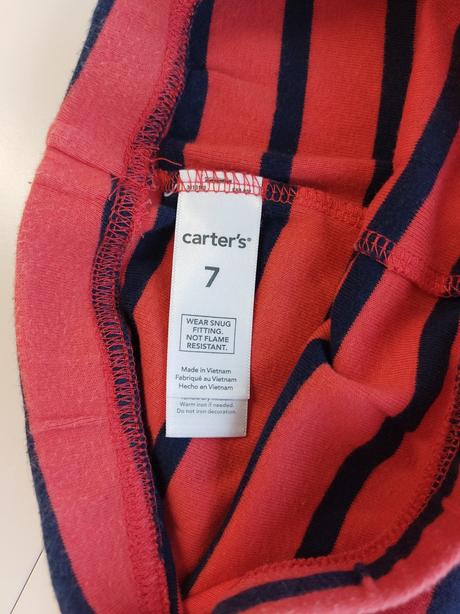 carter's®
7
WEAR SNUG
FITTING.
NOT FLAME
RESISTANT.
Made in Vietnam
Fabriqué au Vietnam
Hecho en Vietnam
Warm iron if needed.
Do not iron decoration.